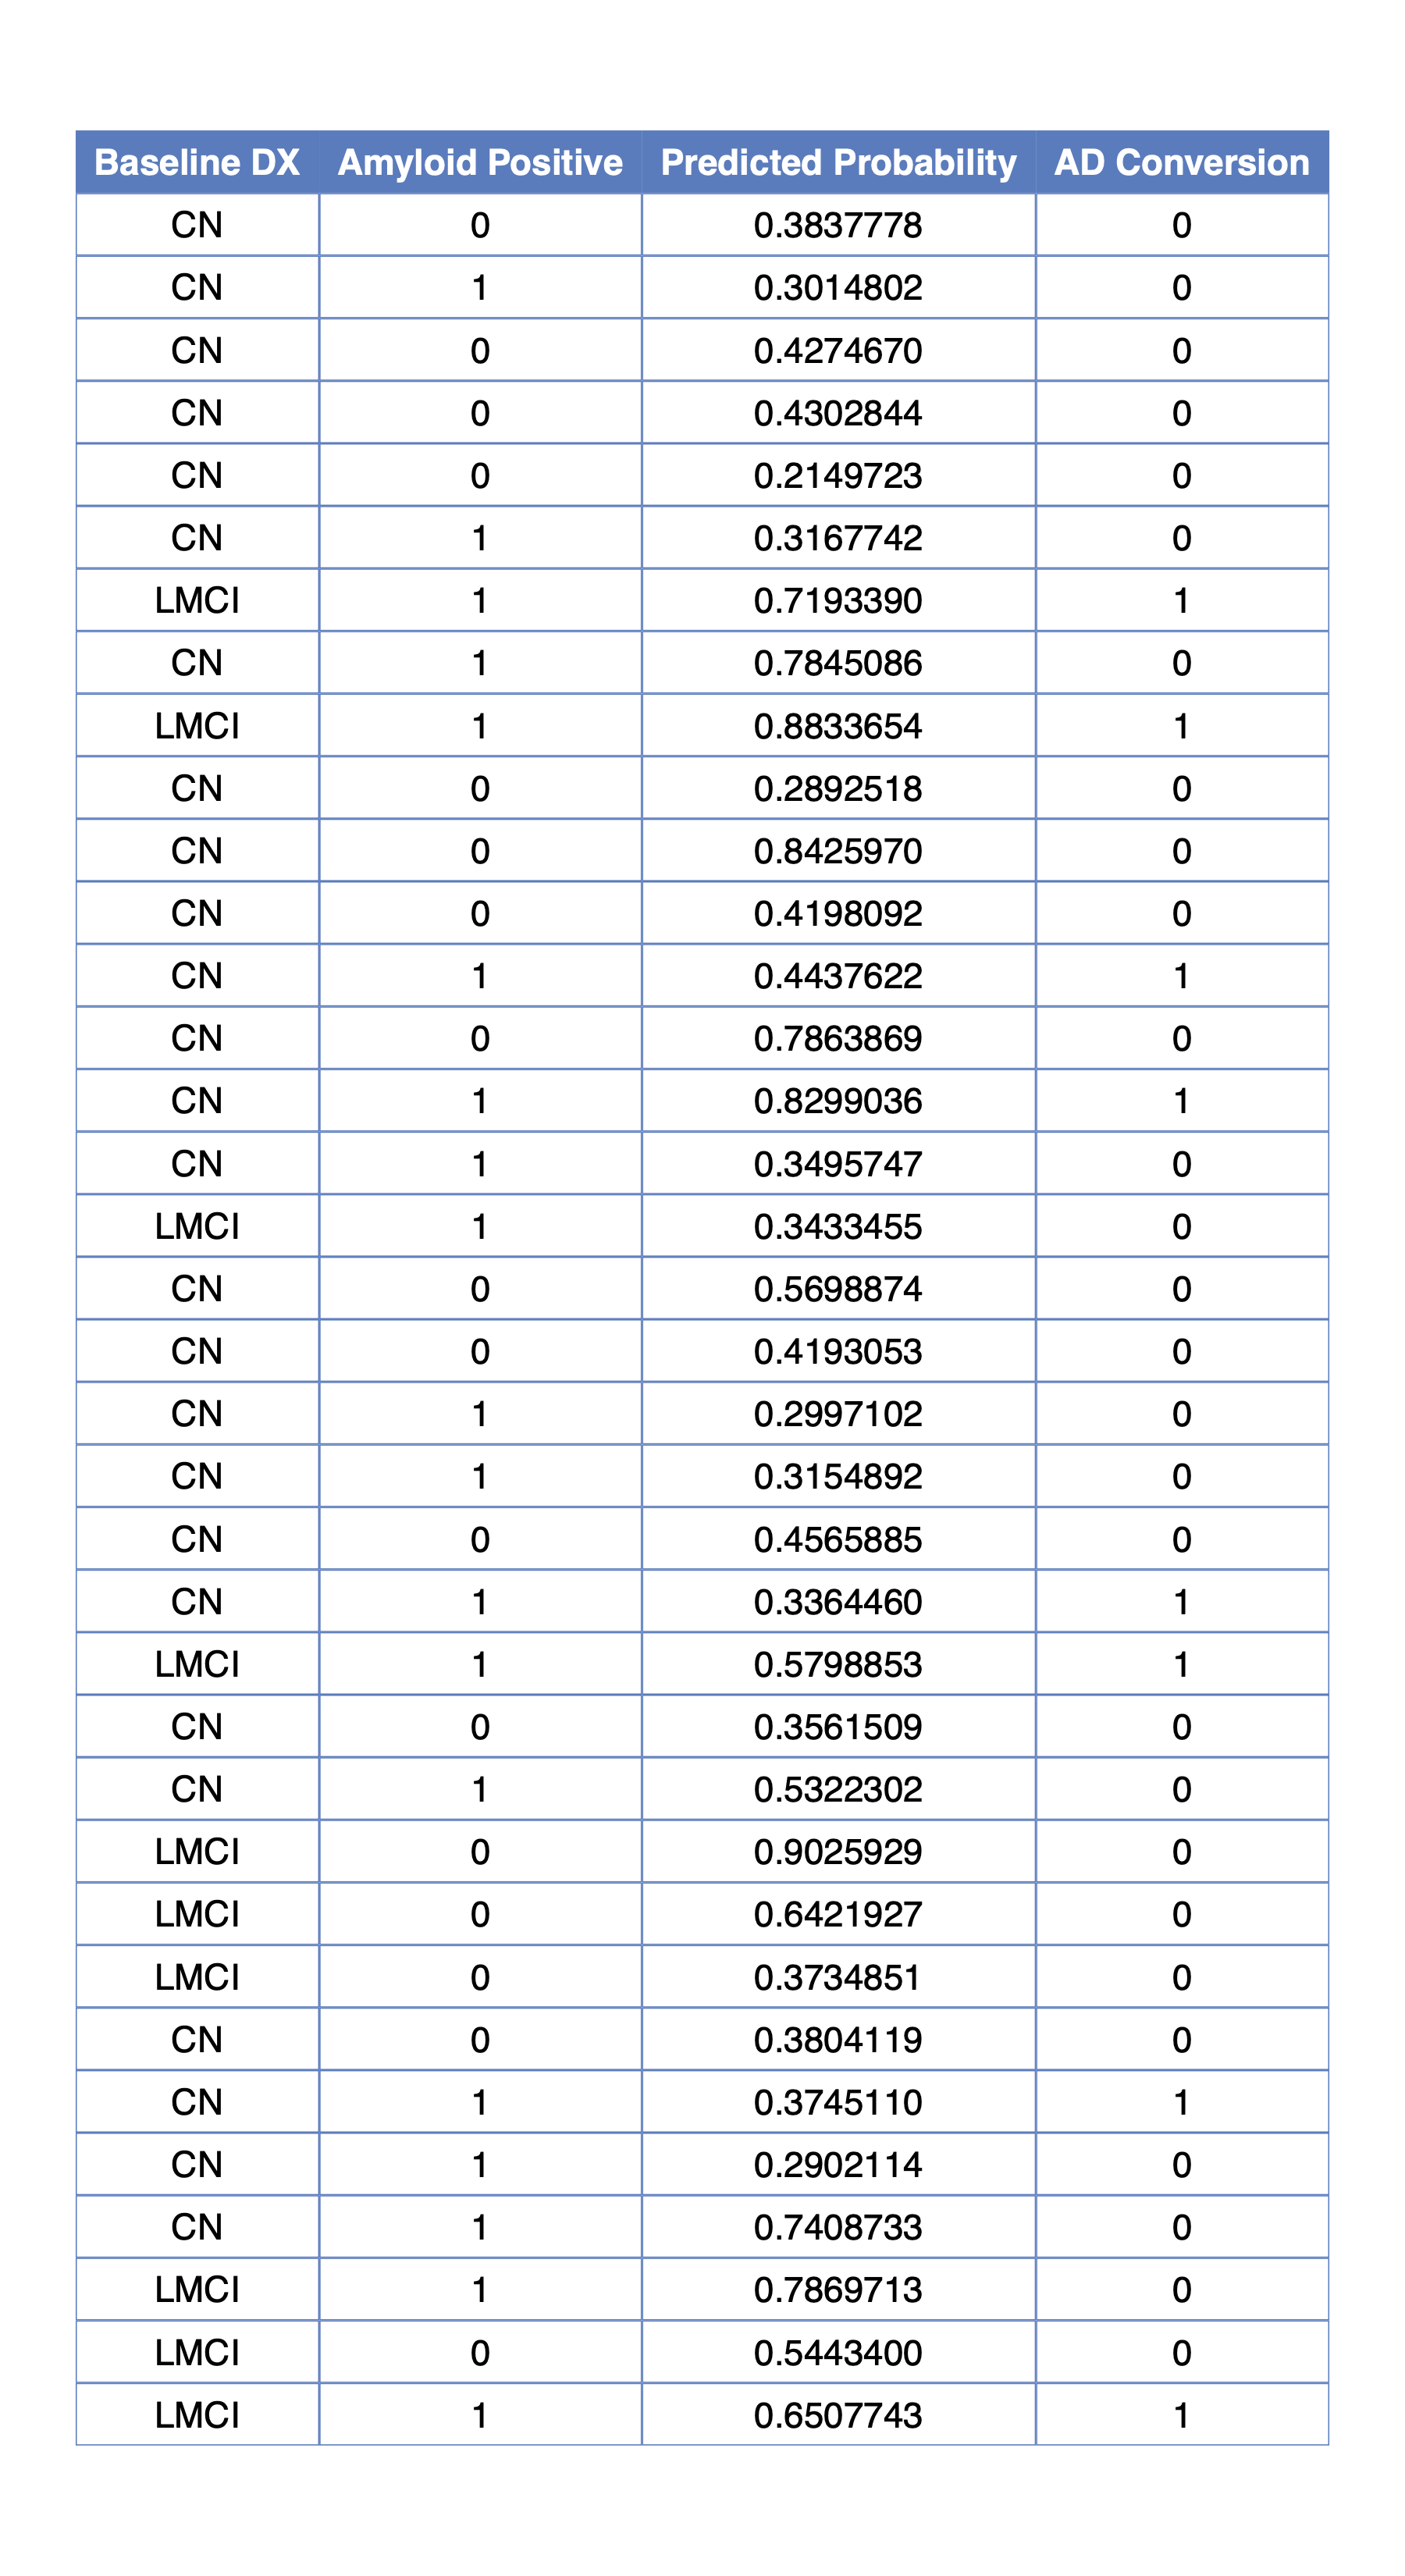 Baseline DX Amyloid Positive Predicted Probability AD Conversion
CN 0 0.3837778 0
CN 1 0.3014802 0
CN 0 0.4274670 0
CN 0 0.4302844 0
CN 0 0.2149723 0
CN 1 0.3167742 0
LMCI 1 0.7193390 1
CN 1 0.7845086 0
LMCI 1 0.8833654 1
CN 0 0.2892518 0
CN 0 0.8425970 0
CN 0 0.4198092 0
CN 1 0.4437622 1
CN 0 0.7863869 0
CN 1 0.8299036 1
CN 1 0.3495747 0
LMCI 1 0.3433455 0
CN 0 0.5698874 0
CN 0 0.4193053 0
CN 1 0.2997102 0
CN 1 0.3154892 0
CN 0 0.4565885 0
CN 1 0.3364460 1
LMCI 1 0.5798853 1
CN 0 0.3561509 0
CN 1 0.5322302 0
LMCI 0 0.9025929 0
LMCI 0 0.6421927 0
LMCI 0 0.3734851 0
CN 0 0.3804119 0
CN 1 0.3745110 1
CN 1 0.2902114 0
CN 1 0.7408733 0
LMCI 1 0.7869713 0
LMCI 0 0.5443400 0
LMCI 1 0.6507743 1